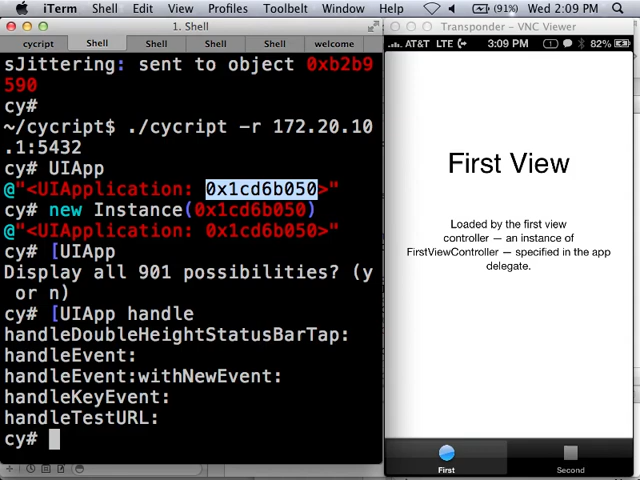 iTerm Shell Edit View Profiles Toolbelt Window Help (91%) Wed 2:09 PM
1. Shell
cycript Shell Shell Shell Shell welcome
sJittering: sent to object 0xb2b9
590
cy#
~/cycript$ ./cycript -r 172.20.10
.1:5432
cy# UIApp
@"<UIApplication: 0x1cd6b050>"
cy# new Instance(0x1cd6b050)
@"<UIApplication: 0x1cd6b050>"
cy# [UIApp
Display all 901 possibilities? (y
or n)
cy# [UIApp handle
handleDoubleHeightStatusBarTap:
handleEvent:
handleEvent:withNewEvent:
handleKeyEvent:
handleTestURL:
cy#
Transponder - VNC Viewer
AT&T LTE 3:09 PM 1 82%
First View
Loaded by the first view
controller — an instance of
FirstViewController — specified in the app
delegate.
First Second